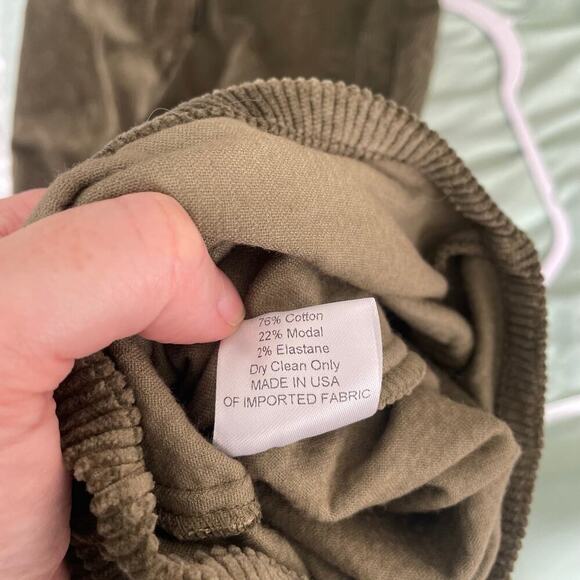 76% Cotton
22% Modal
2% Elastane
Dry Clean Only
MADE IN USA
OF IMPORTED FABRIC